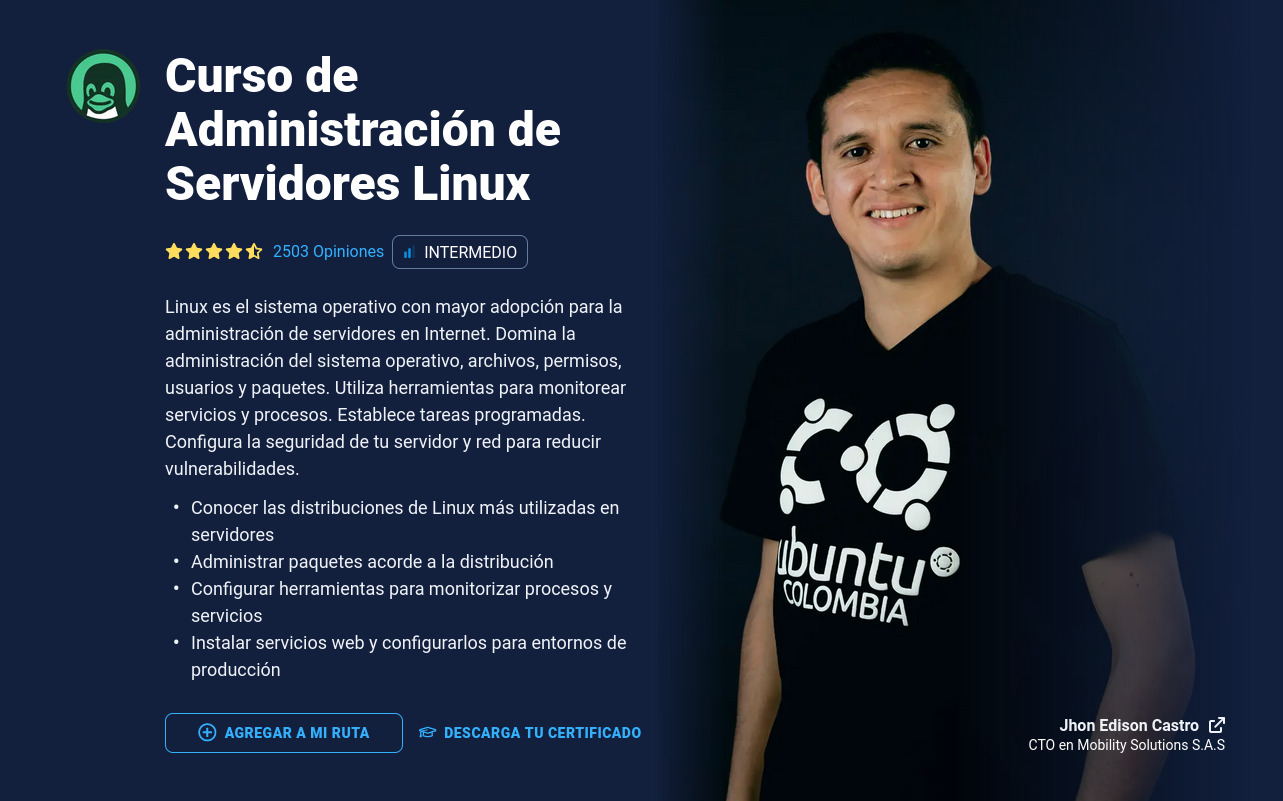 Curso de
Administración de
Servidores Linux
2503 Opiniones
INTERMEDIO
Linux es el sistema operativo con mayor adopción para la
administración de servidores en Internet. Domina la
administración del sistema operativo, archivos, permisos,
usuarios y paquetes. Utiliza herramientas para monitorear
servicios y procesos. Establece tareas programadas.
Configura la seguridad de tu servidor y red para reducir
vulnerabilidades.
• Conocer las distribuciones de Linux más utilizadas en
servidores
• Administrar paquetes acorde a la distribución
• Configurar herramientas para monitorizar procesos y
servicios
• Instalar servicios web y configurarlos para entornos de
producción
AGREGAR A MI RUTA
DESCARGA TU CERTIFICADO
CO
ubuntu
COLOMBIA
Jhon Edison Castro
CTO en Mobility Solutions S.A.S